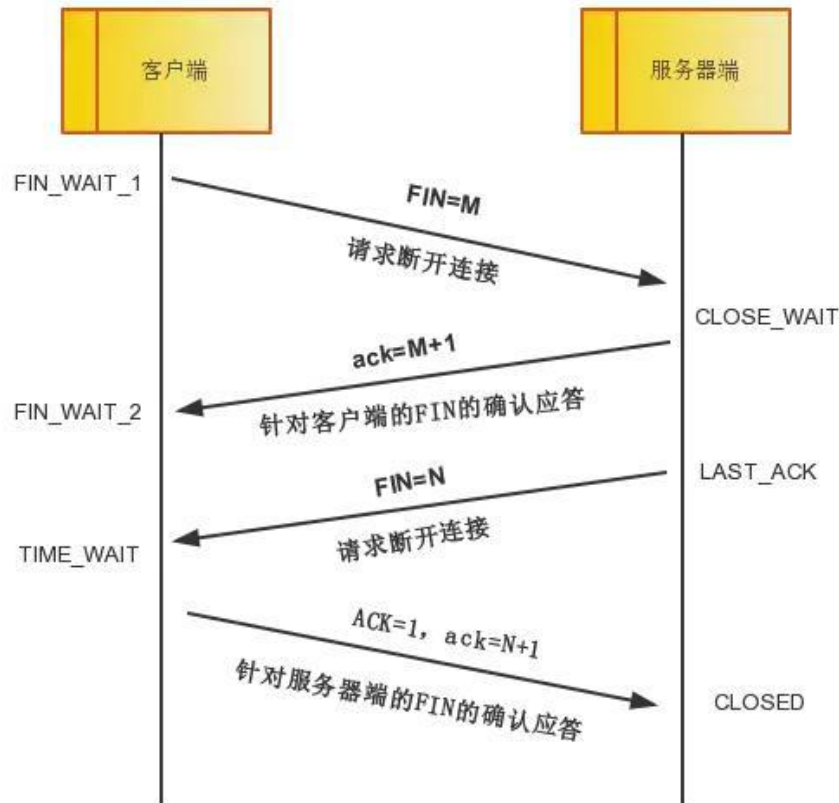 客户端
服务器端
FIN_WAIT_1
FIN=M
请求断开连接
CLOSE_WAIT
ack=M+1
FIN_WAIT_2
针对客户端的FIN的确认应答
LAST_ACK
FIN=N
请求断开连接
TIME_WAIT
ACK=1, ack=N+1
针对服务器端的FIN的确认应答
CLOSED